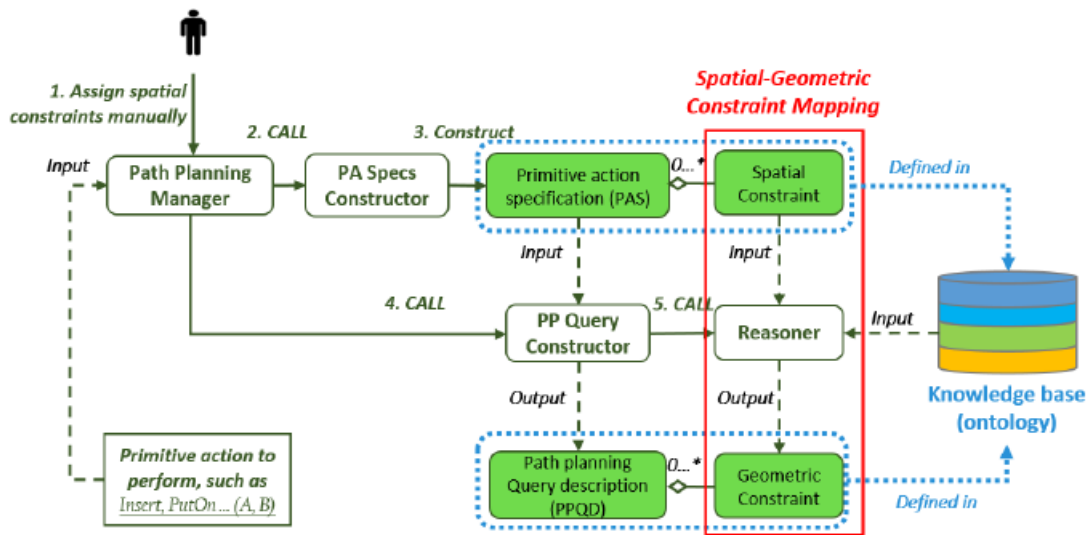 Spatial-Geometric
Constraint Mapping
1. Assign spatial
constraints manually
2. CALL
3. Construct
Input
Path Planning
Manager
PA Specs
Constructor
Primitive action
specification (PAS)
0...*
Spatial
Constraint
Defined in
Input
Input
4. CALL
PP Query
Constructor
5. CALL
Reasoner
Input
Knowledge base
(ontology)
Output
Output
Primitive action to
perform, such as
Insert, PutOn... (A, B)
Path planning
Query description
(PPQD)
0...*
Geometric
Constraint
Defined in